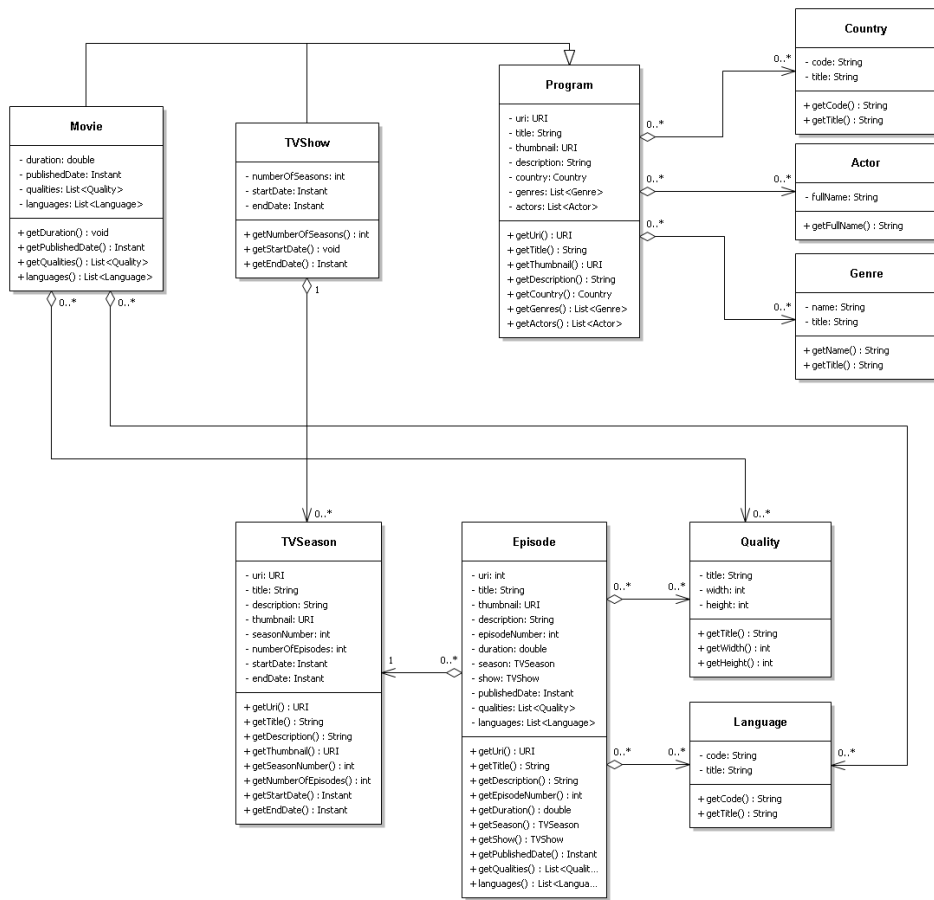 Country
- code: String
- title: String
+ getCode() : String
+ getTitle() : String
0..*
0..*
Program
- uri: URI
- title: String
- thumbnail: URI
- description: String
- country: Country
- genres: List<Genre>
- actors: List<Actor>
+ getUri() : URI
+ getTitle() : String
+ getThumbnail() : URI
+ getDescription() : String
+ getCountry() : Country
+ getGenres() : List<Genre>
+ getActors() : List<Actor>
Movie
- duration: double
- publishedDate: Instant
- qualities: List<Quality>
- languages: List<Language>
+ getDuration() : void
+ getPublishedDate() : Instant
+ getQualities() : List<Quality>
+ languages() : List<Language>
0..*
0..*
TVShow
- numberOfSeasons: int
- startDate: Instant
- endDate: Instant
+ getNumberOfSeasons() : int
+ getStartDate() : void
+ getEndDate() : Instant
1
Actor
- fullName: String
+ getFullName() : String
0..*
0..*
Genre
- name: String
- title: String
+ getName() : String
+ getTitle() : String
0..*
0..*
0..*
0..*
TVSeason
- uri: URI
- title: String
- description: String
- thumbnail: URI
- seasonNumber: int
- numberOfEpisodes: int
- startDate: Instant
- endDate: Instant
+ getUri() : URI
+ getTitle() : String
+ getDescription() : String
+ getThumbnail() : URI
+ getSeasonNumber() : int
+ getNumberOfEpisodes() : int
+ getStartDate() : Instant
+ getEndDate() : Instant
1
0..*
Episode
- uri: int
- title: String
- thumbnail: URI
- description: String
- episodeNumber: int
- duration: double
- season: TVSeason
- show: TVShow
- publishedDate: Instant
- qualities: List<Quality>
- languages: List<Language>
+ getUri() : URI
+ getTitle() : String
+ getDescription() : String
+ getEpisodeNumber() : int
+ getDuration() : double
+ getSeason() : TVSeason
+ getShow() : TVShow
+ getPublishedDate() : Instant
+ getQualities() : List<Qualit...
+ languages() : List<Langua...
0..*
0..*
Quality
- title: String
- width: int
- height: int
+ getTitle() : String
+ getWidth() : int
+ getHeight() : int
0..*
0..*
Language
- code: String
- title: String
+ getCode() : String
+ getTitle() : String
0..*